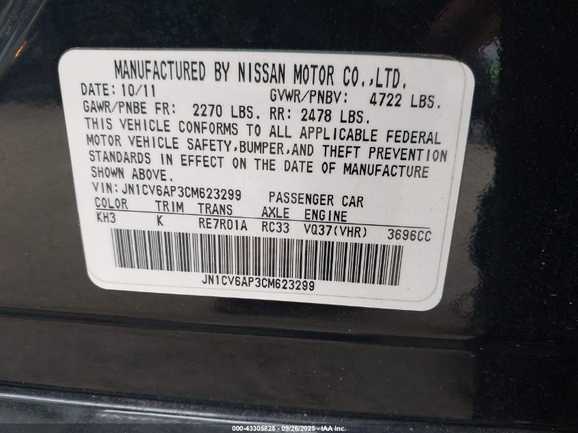 MANUFACTURED BY NISSAN MOTOR CO.,LTD.
DATE: 10/11 GVWR/PNBV: 4722 LBS.
GAWR/PNBE FR: 2270 LBS. RR: 2478 LBS.
THIS VEHICLE CONFORMS TO ALL APPLICABLE FEDERAL
MOTOR VEHICLE SAFETY,BUMPER,AND THEFT PREVENTION
STANDARDS IN EFFECT ON THE DATE OF MANUFACTURE
SHOWN ABOVE.
VIN: JN1CV6AP3CM623299 PASSENGER CAR
COLOR TRIM TRANS AXLE ENGINE
KH3 K RE7R01A RC33 VQ37(VHR) 3696CC
JN1CV6AP3CM623299
000-43305828 - 09/26/2025 - IAA Inc.